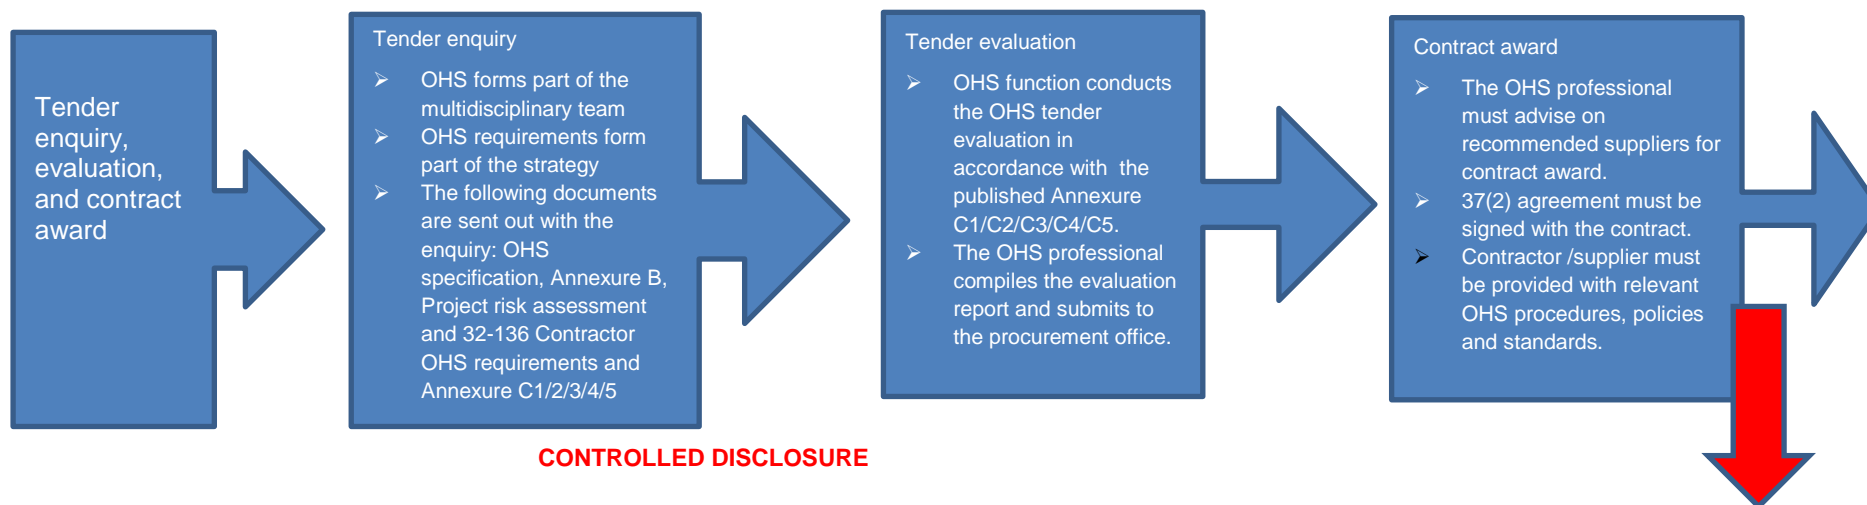 Tender
enquiry,
evaluation,
and contract
award
Tender enquiry
➢ OHS forms part of the
multidisciplinary team
➢ OHS requirements form
part of the strategy
➢ The following documents
are sent out with the
enquiry: OHS
specification, Annexure B,
Project risk assessment
and 32-136 Contractor
OHS requirements and
Annexure C1/2/3/4/5
Tender evaluation
➢ OHS function conducts
the OHS tender
evaluation in
accordance with the
published Annexure
C1/C2/C3/C4/C5.
➢ The OHS professional
compiles the evaluation
report and submits to
the procurement office.
Contract award
➢ The OHS professional
must advise on
recommended suppliers for
contract award.
➢ 37(2) agreement must be
signed with the contract.
➢ Contractor /supplier must
be provided with relevant
OHS procedures, policies
and standards.
CONTROLLED DISCLOSURE